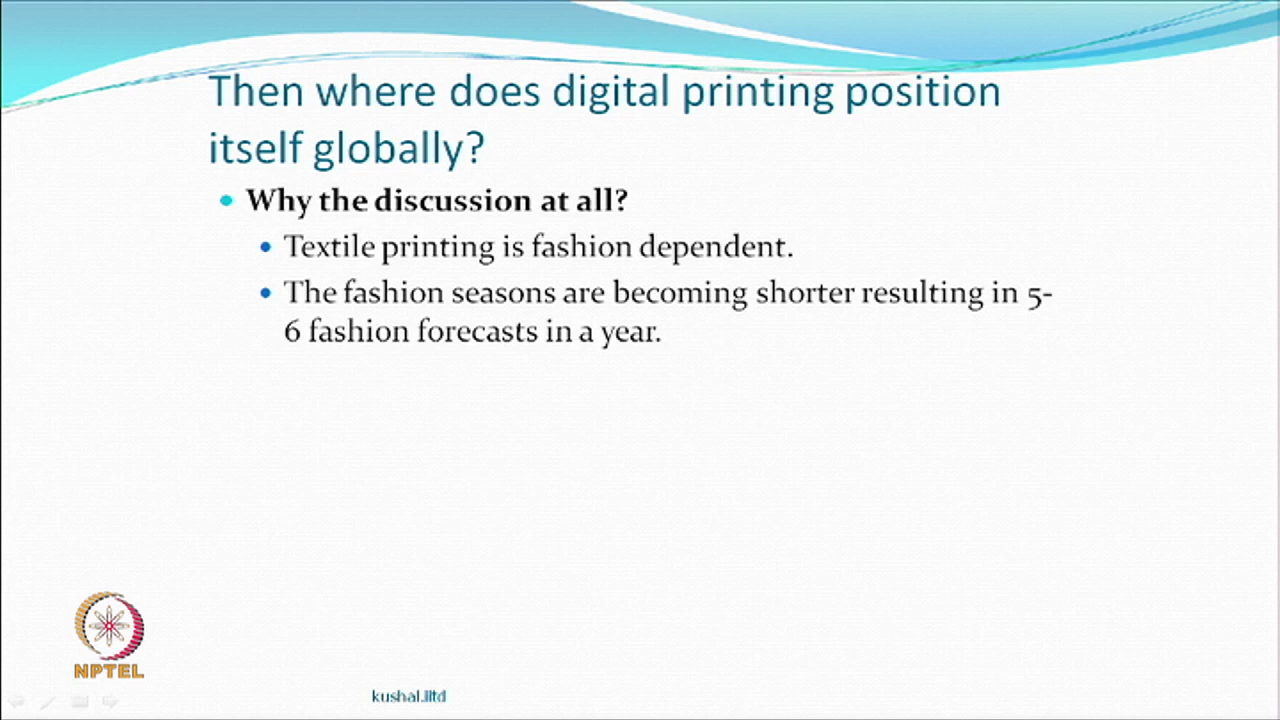 Then where does digital printing position
itself globally?
Why the discussion at all?
Textile printing is fashion dependent.
The fashion seasons are becoming shorter resulting in 5-
6 fashion forecasts in a year.
NPTEL
kushal.iitd